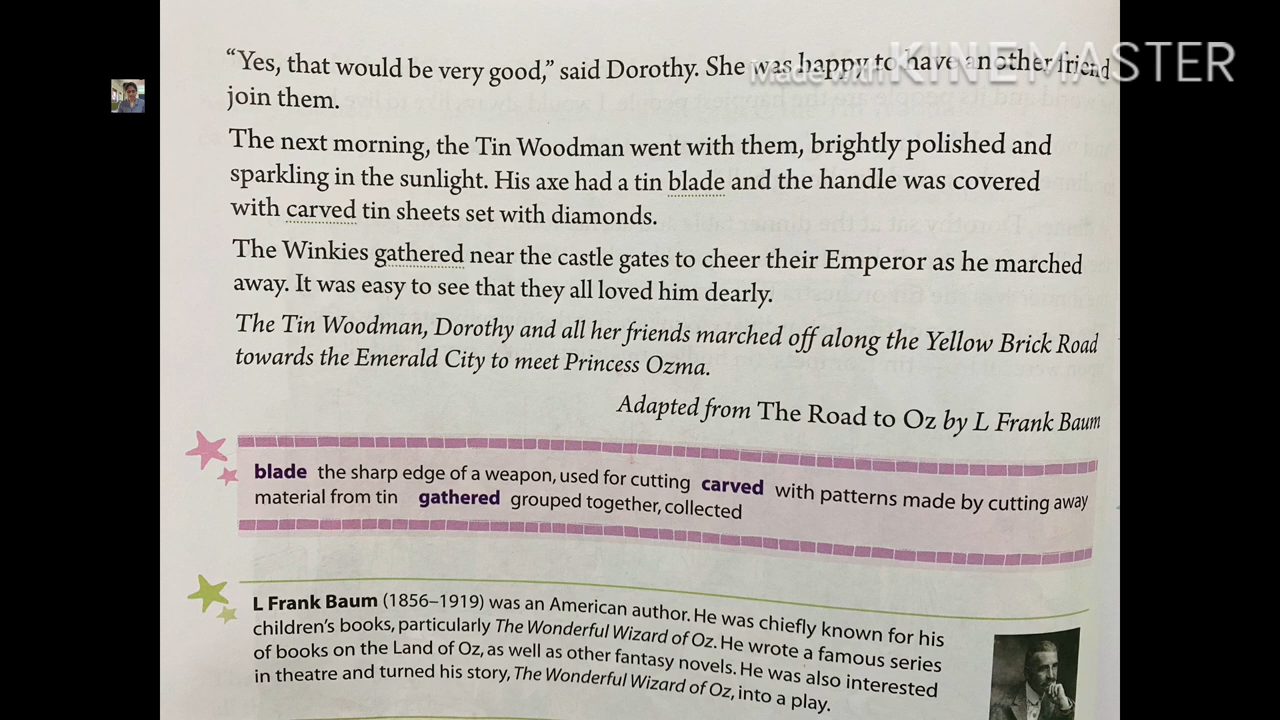 “Yes, that would be very good,” said Dorothy. She was happy to have another friend
Made with KINEMASTER
join them.
The next morning, the Tin Woodman went with them, brightly polished and
sparkling in the sunlight. His axe had a tin blade and the handle was covered
with carved tin sheets set with diamonds.
The Winkies gathered near the castle gates to cheer their Emperor as he marched
away. It was easy to see that they all loved him dearly.
The Tin Woodman, Dorothy and all her friends marched off along the Yellow Brick Road
towards the Emerald City to meet Princess Ozma.
Adapted from The Road to Oz by L Frank Baum
blade the sharp edge of a weapon, used for cutting carved with patterns made by cutting away
material from tin gathered grouped together, collected
L Frank Baum (1856–1919) was an American author. He was chiefly known for his
children’s books, particularly The Wonderful Wizard of Oz. He wrote a famous series
of books on the Land of Oz, as well as other fantasy novels. He was also interested
in theatre and turned his story, The Wonderful Wizard of Oz, into a play.